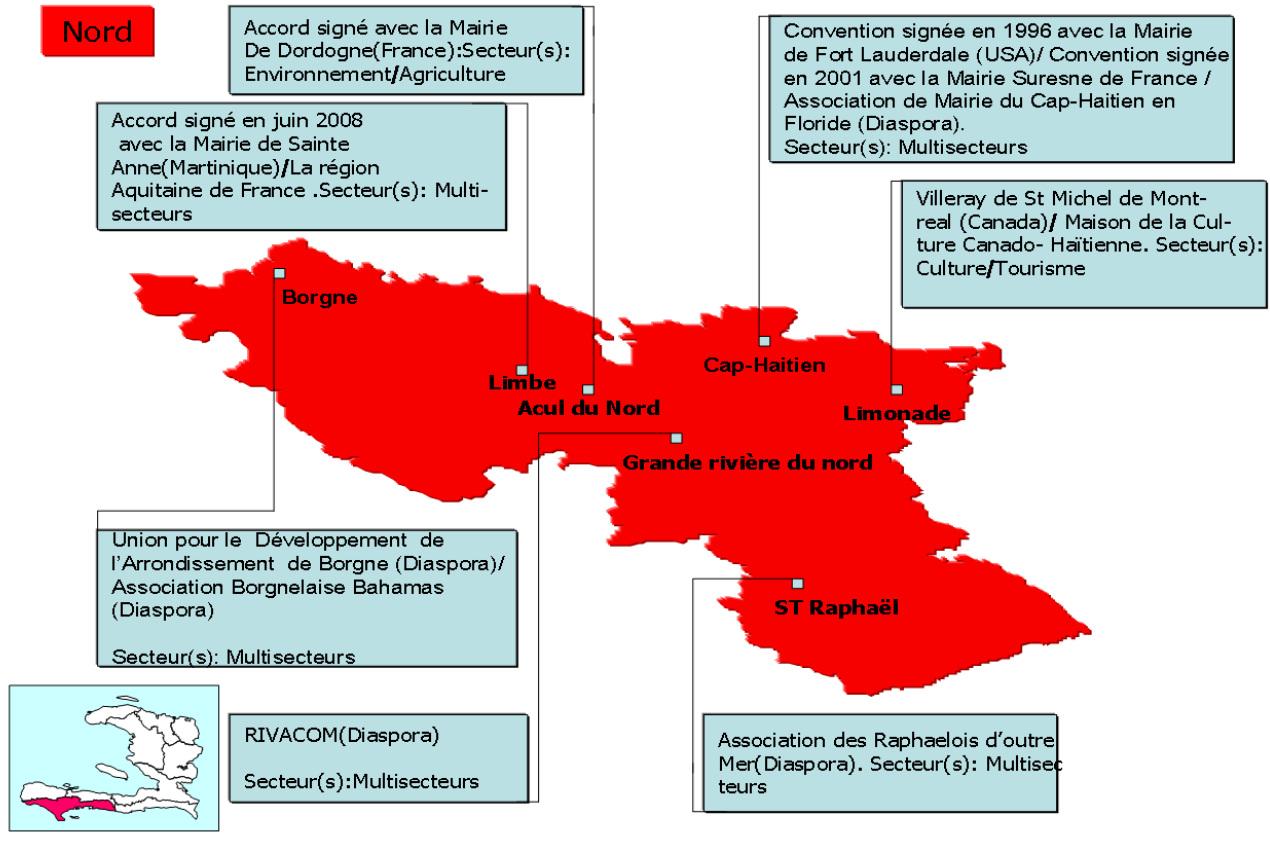 Nord
Accord signé avec la Mairie
De Dordogne(France):Secteur(s):
Environnement/Agriculture
Convention signée en 1996 avec la Mairie
de Fort Lauderdale (USA)/ Convention signée
en 2001 avec la Mairie Suresne de France /
Association de Mairie du Cap-Haitien en
Floride (Diaspora).
Secteur(s): Multisecteurs
Accord signé en juin 2008
avec la Mairie de Sainte
Anne(Martinique)/La région
Aquitaine de France .Secteur(s): Multi-
secteurs
Villeray de St Michel de Mont-
real (Canada)/ Maison de la Cul-
ture Canado- Haïtienne. Secteur(s):
Culture/Tourisme
Borgne
Limbe
Acul du Nord
Cap-Haitien
Limonade
Grande rivière du nord
ST Raphaël
Union pour le Développement de
l'Arrondissement de Borgne (Diaspora)/
Association Borgnelaise Bahamas
(Diaspora)
Secteur(s): Multisecteurs
RIVACOM(Diaspora)
Secteur(s):Multisecteurs
Association des Raphaelois d'outre
Mer(Diaspora). Secteur(s): Multisec
teurs